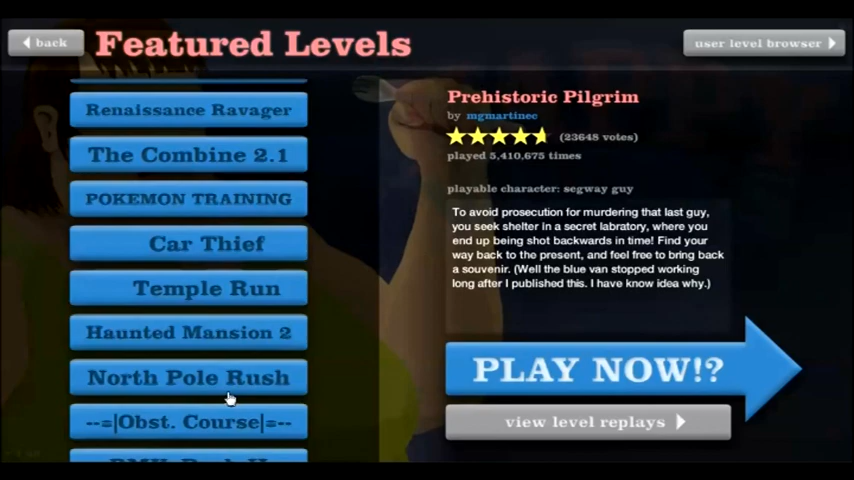 back
Featured Levels
user level browser
Renaissance Ravager
The Combine 2.1
POKEMON TRAINING
Car Thief
Temple Run
Haunted Mansion 2
North Pole Rush
--=|Obst. Course|=--
Prehistoric Pilgrim
by mgmartinec
(23648 votes)
played 5,410,675 times
playable character: segway guy
To avoid prosecution for murdering that last guy,
you seek shelter in a secret labratory, where you
end up being shot backwards in time! Find your
way back to the present, and feel free to bring back
a souvenir. (Well the blue van stopped working
long after I published this. I have know idea why.)
PLAY NOW!?
view level replays